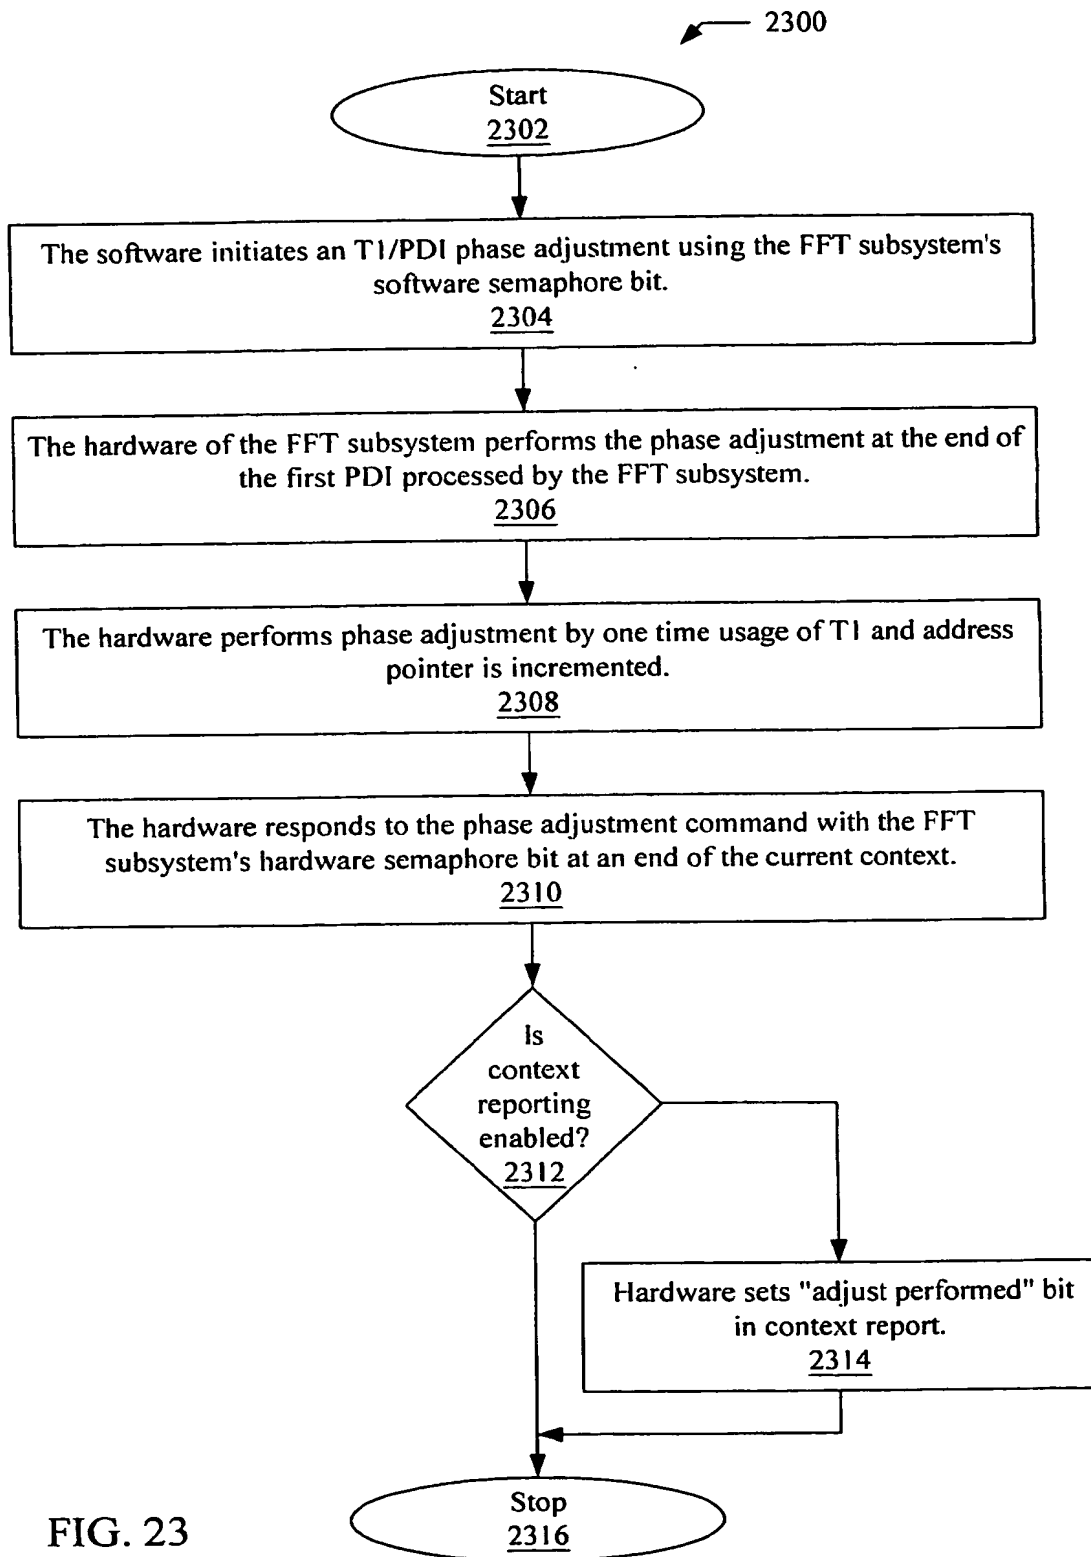 2300
Start
2302
The software initiates an T1/PDI phase adjustment using the FFT subsystem's
software semaphore bit.
2304
The hardware of the FFT subsystem performs the phase adjustment at the end of
the first PDI processed by the FFT subsystem.
2306
The hardware performs phase adjustment by one time usage of T1 and address
pointer is incremented.
2308
The hardware responds to the phase adjustment command with the FFT
subsystem's hardware semaphore bit at an end of the current context.
2310
Is
context
reporting
enabled?
2312
Hardware sets "adjust performed" bit
in context report.
2314
Stop
2316
FIG. 23